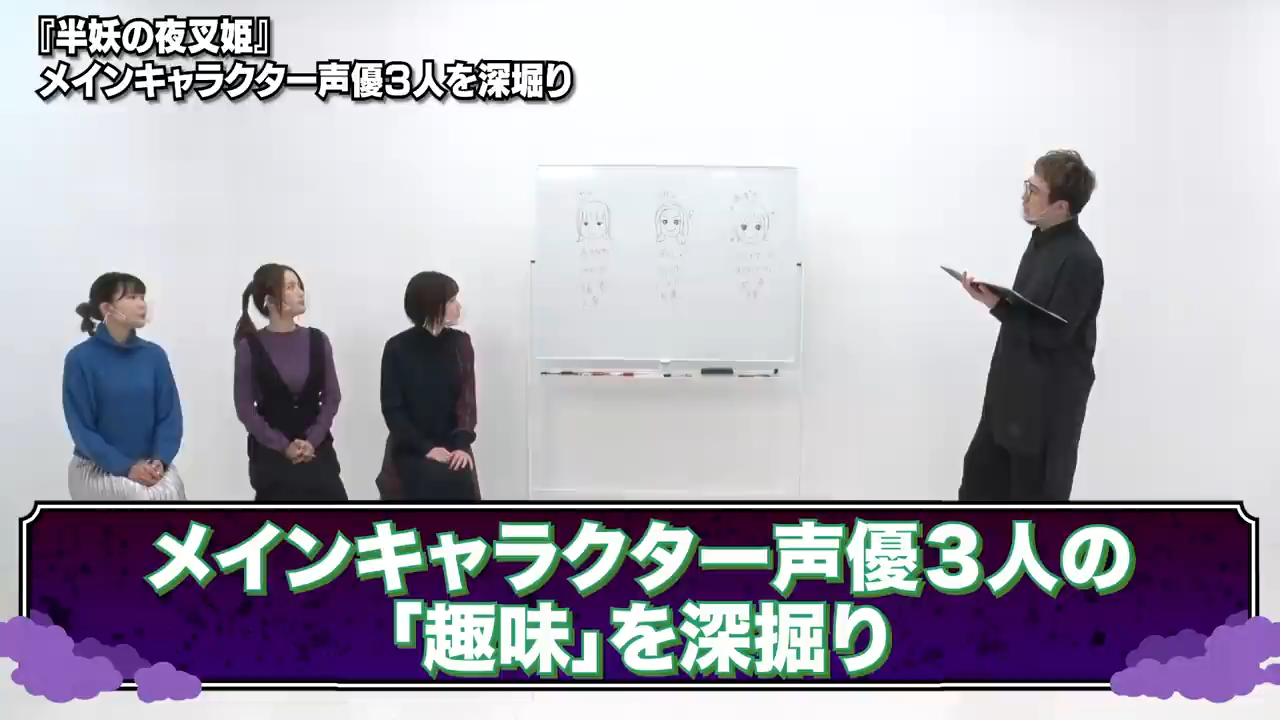 『半妖の夜叉姫』
メインキャラクター声優3人を深堀り
メインキャラクター声優3人の
「趣味」を深掘り